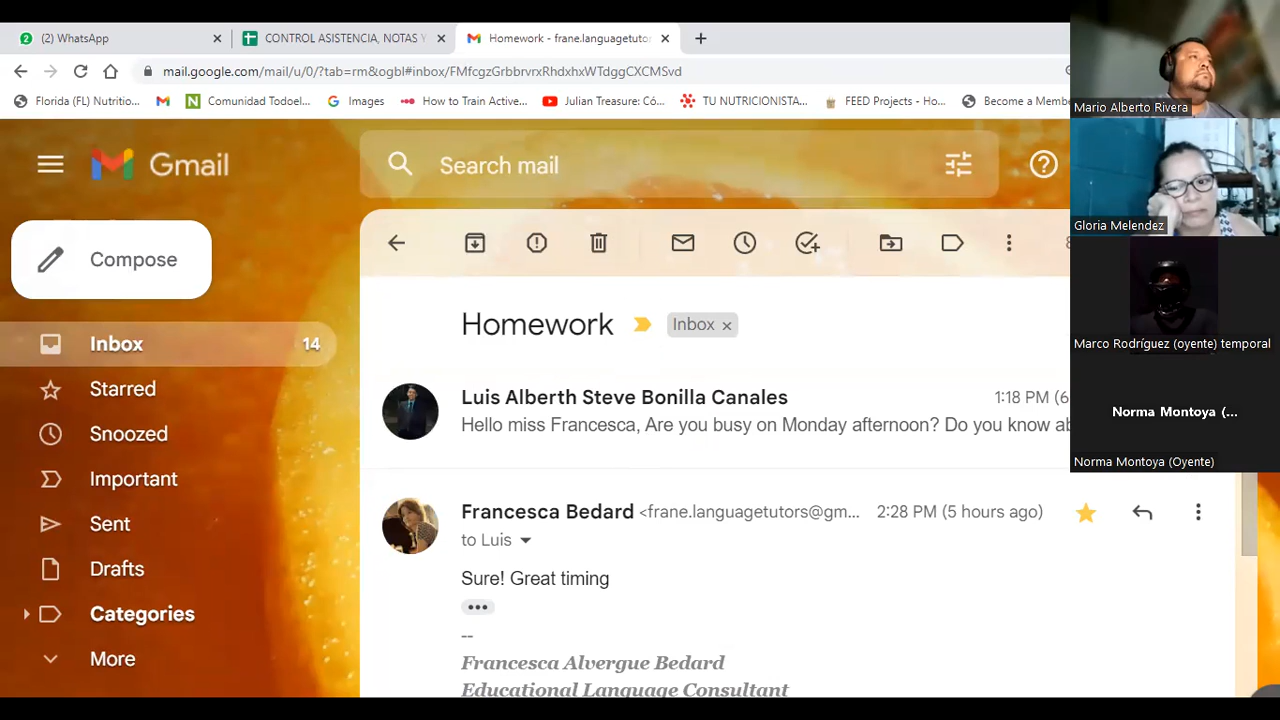 (2) WhatsApp
CONTROL ASISTENCIA, NOTAS Y
Homework - frane.languagetutor
mail.google.com/mail/u/0/?tab=rm&ogbl#inbox/FMfcgzGrbbrvrxRhdxhxWTdggCXCMSvd
Florida (FL) Nutritio...
Comunidad Todoel...
Images
How to Train Active...
Julian Treasure: Có...
TU NUTRICIONISTA...
FEED Projects - Ho...
Become a Membe
Gmail
Search mail
Compose
Inbox 14
Starred
Snoozed
Important
Sent
Drafts
Categories
More
Homework
Inbox ×
Luis Alberth Steve Bonilla Canales 1:18 PM (6
Hello miss Francesca, Are you busy on Monday afternoon? Do you know ab
Francesca Bedard <frane.languagetutors@gm... 2:28 PM (5 hours ago)
to Luis
Sure! Great timing
--
Francesca Alvergue Bedard
Educational Language Consultant
Mario Alberto Rivera
Gloria Melendez
Marco Rodríguez (oyente) temporal
Norma Montoya (...
Norma Montoya (Oyente)